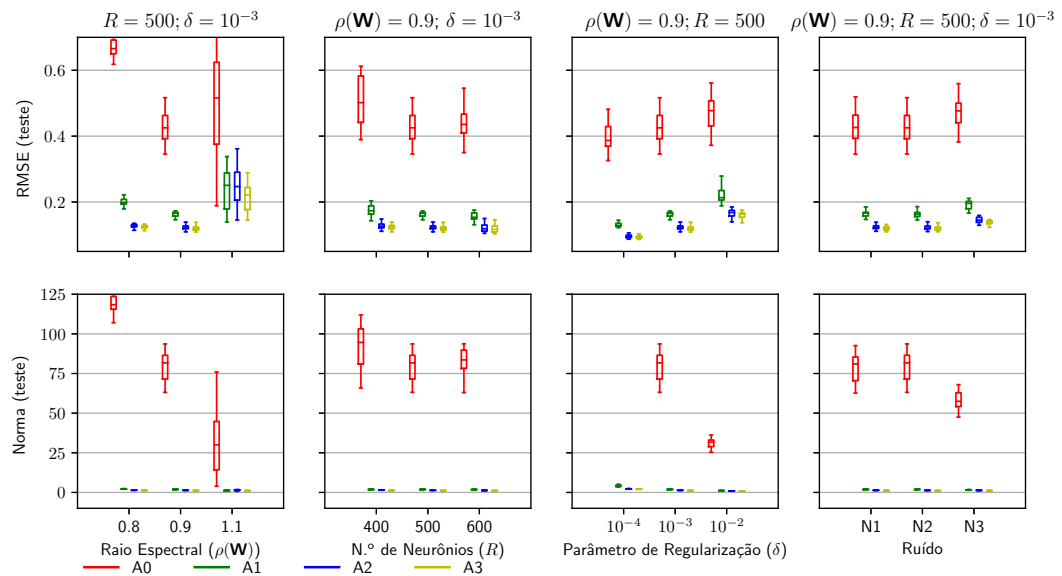 R = 500; δ = 10⁻³
ρ(W) = 0.9; δ = 10⁻³
ρ(W) = 0.9; R = 500
ρ(W) = 0.9; R = 500; δ = 10⁻³
RMSE (teste)
0.6
0.4
0.2
Norma (teste)
125
100
75
50
25
0
0.8 0.9 1.1
Raio Espectral (ρ(W))
400 500 600
N.º de Neurônios (R)
10⁻⁴ 10⁻³ 10⁻²
Parâmetro de Regularização (δ)
N1 N2 N3
Ruído
A0 A1 A2 A3